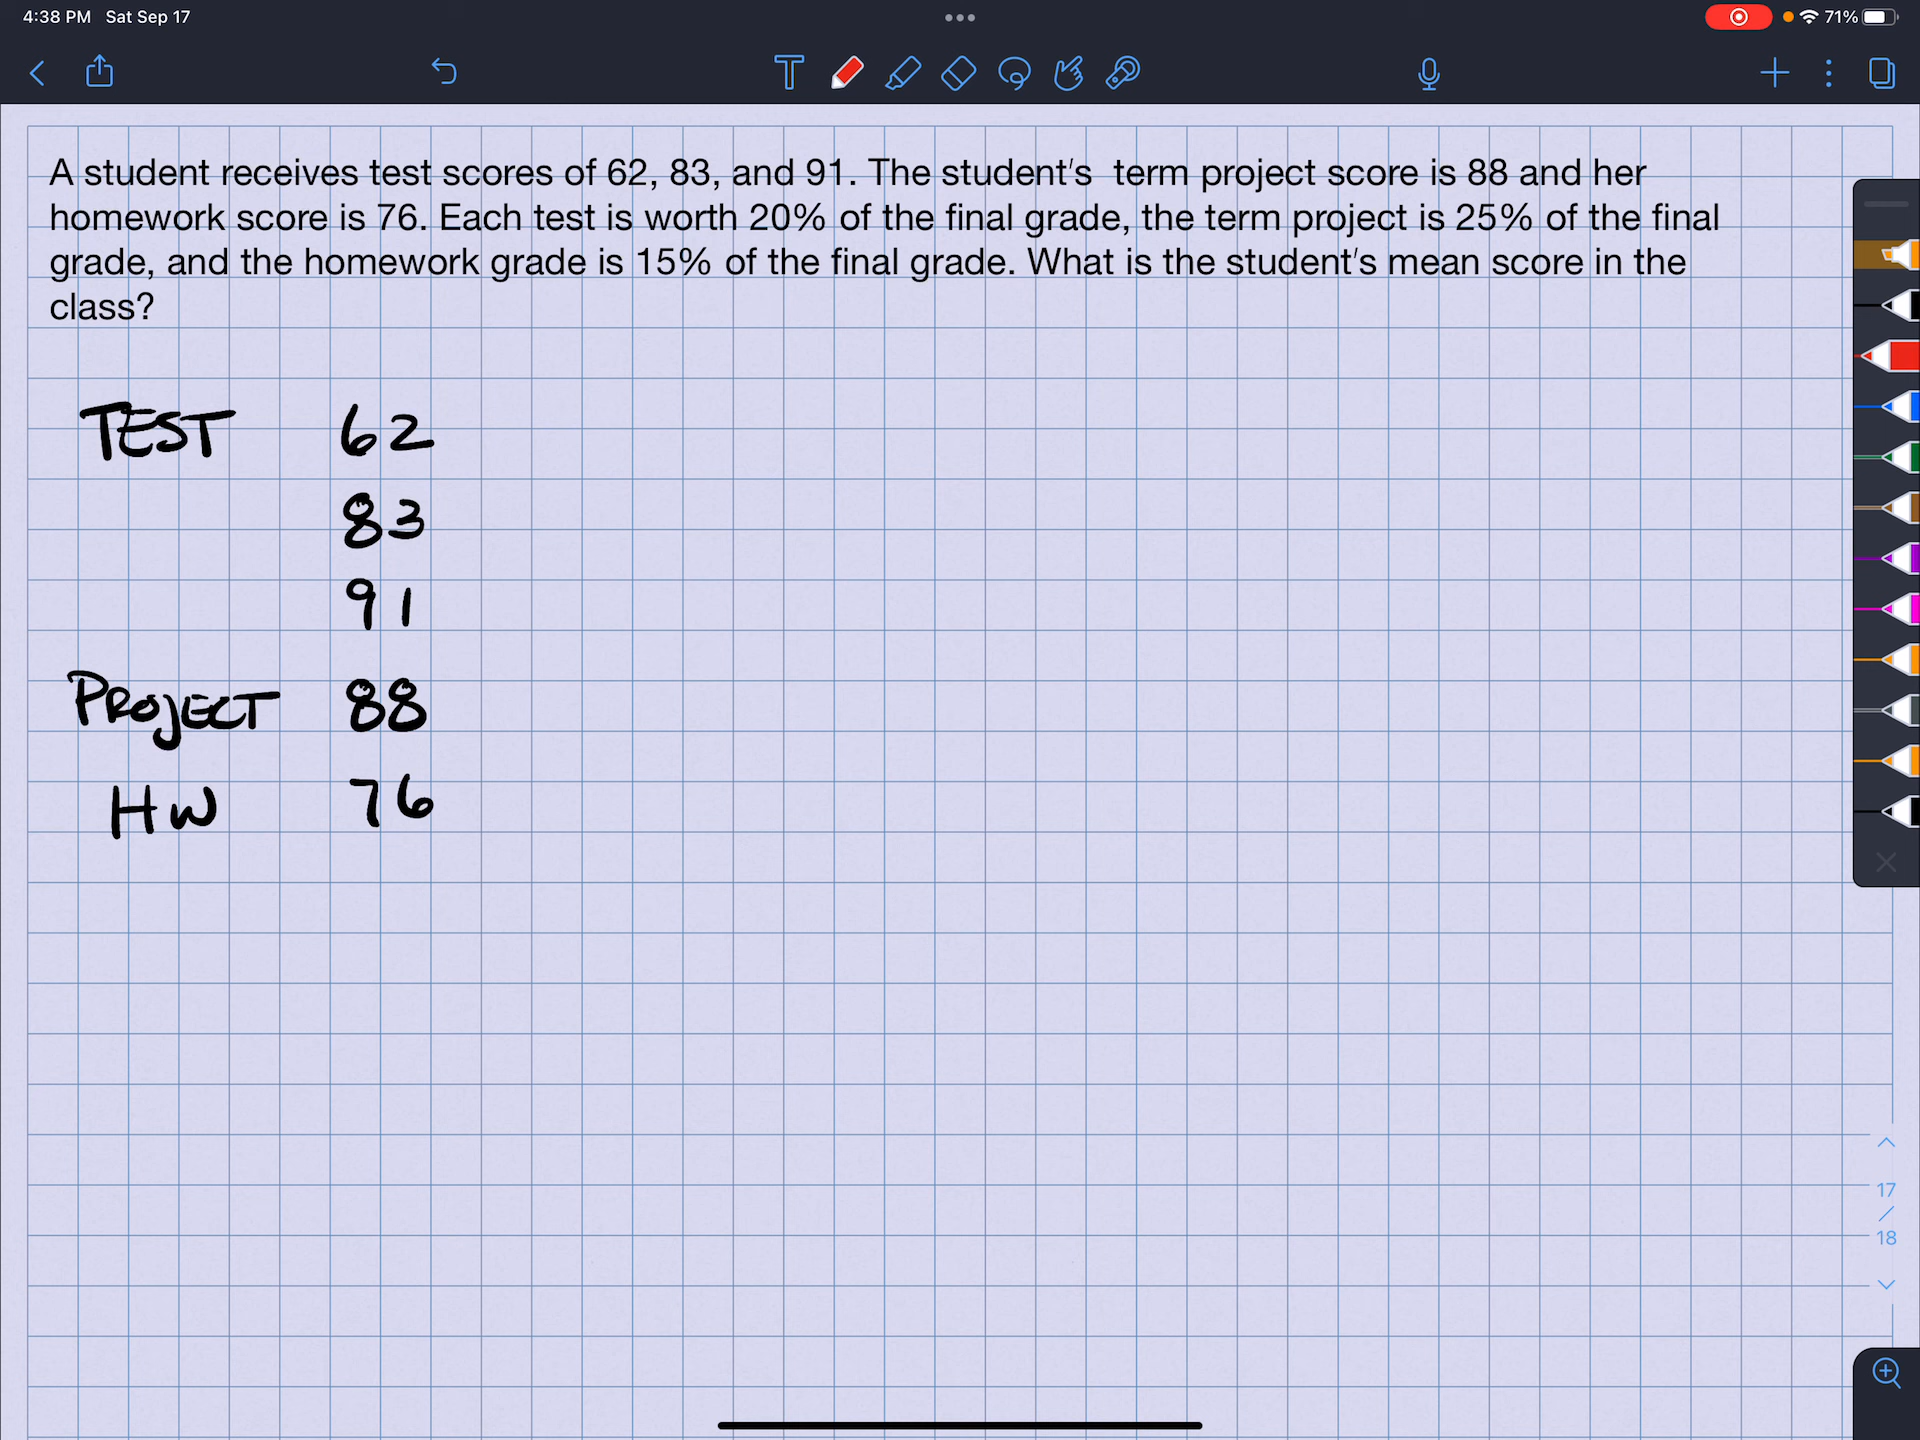 4:38 PM Sat Sep 17
71%
A student receives test scores of 62, 83, and 91. The student's term project score is 88 and her
homework score is 76. Each test is worth 20% of the final grade, the term project is 25% of the final
grade, and the homework grade is 15% of the final grade. What is the student's mean score in the
class?
TEST 62
83
91
PROJECT 88
HW 76
17
/
18